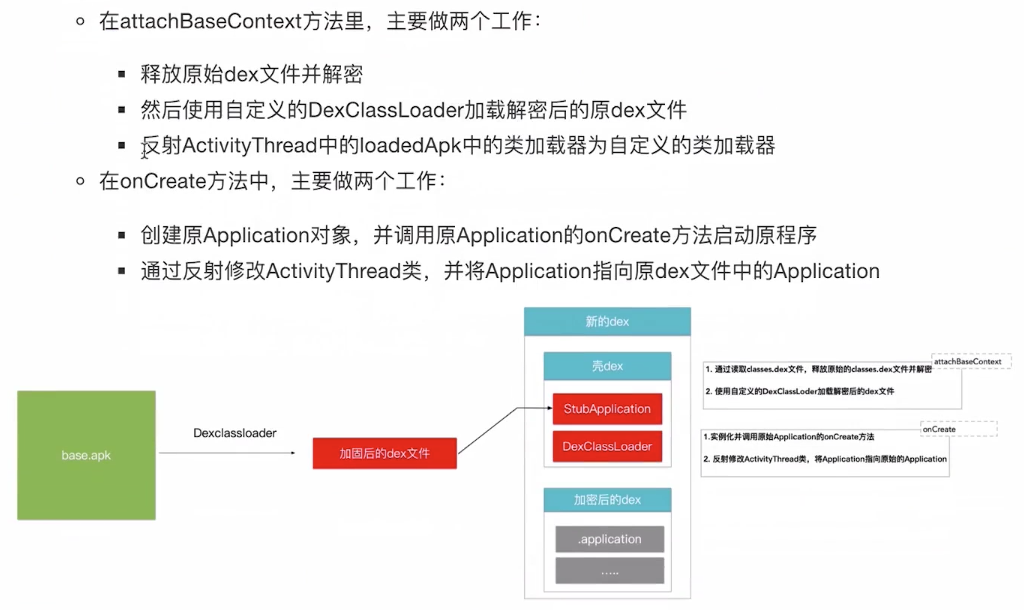 在attachBaseContext方法里，主要做两个工作：
释放原始dex文件并解密
然后使用自定义的DexClassLoader加载解密后的原dex文件
反射ActivityThread中的loadedApk中的类加载器为自定义的类加载器
在onCreate方法中，主要做两个工作：
创建原Application对象，并调用原Application的onCreate方法启动原程序
通过反射修改ActivityThread类，并将Application指向原dex文件中的Application
base.apk
Dexclassloader
加固后的dex文件
新的dex
壳dex
StubApplication
DexClassLoader
加密后的dex
.application
.....
attachBaseContext
1. 通过读取classes.dex文件，释放原始的classes.dex文件并解密
2. 使用自定义的DexClassLoder加载解密后的dex文件
onCreate
1.实例化并调用原始Application的onCreate方法
2. 反射修改ActivityThread类，将Application指向原始的Application